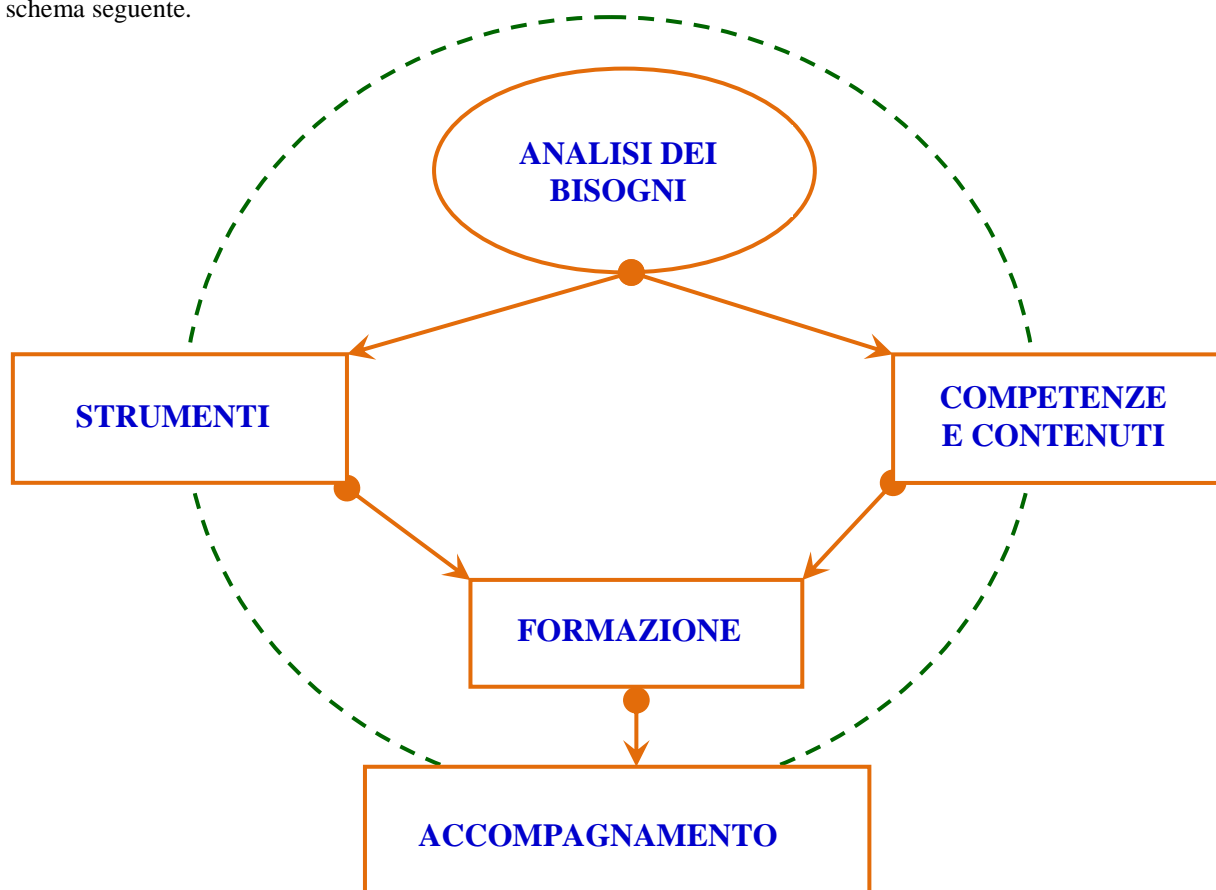 schema seguente.
ANALISI DEI
BISOGNI
STRUMENTI
COMPETENZE
E CONTENUTI
FORMAZIONE
ACCOMPAGNAMENTO